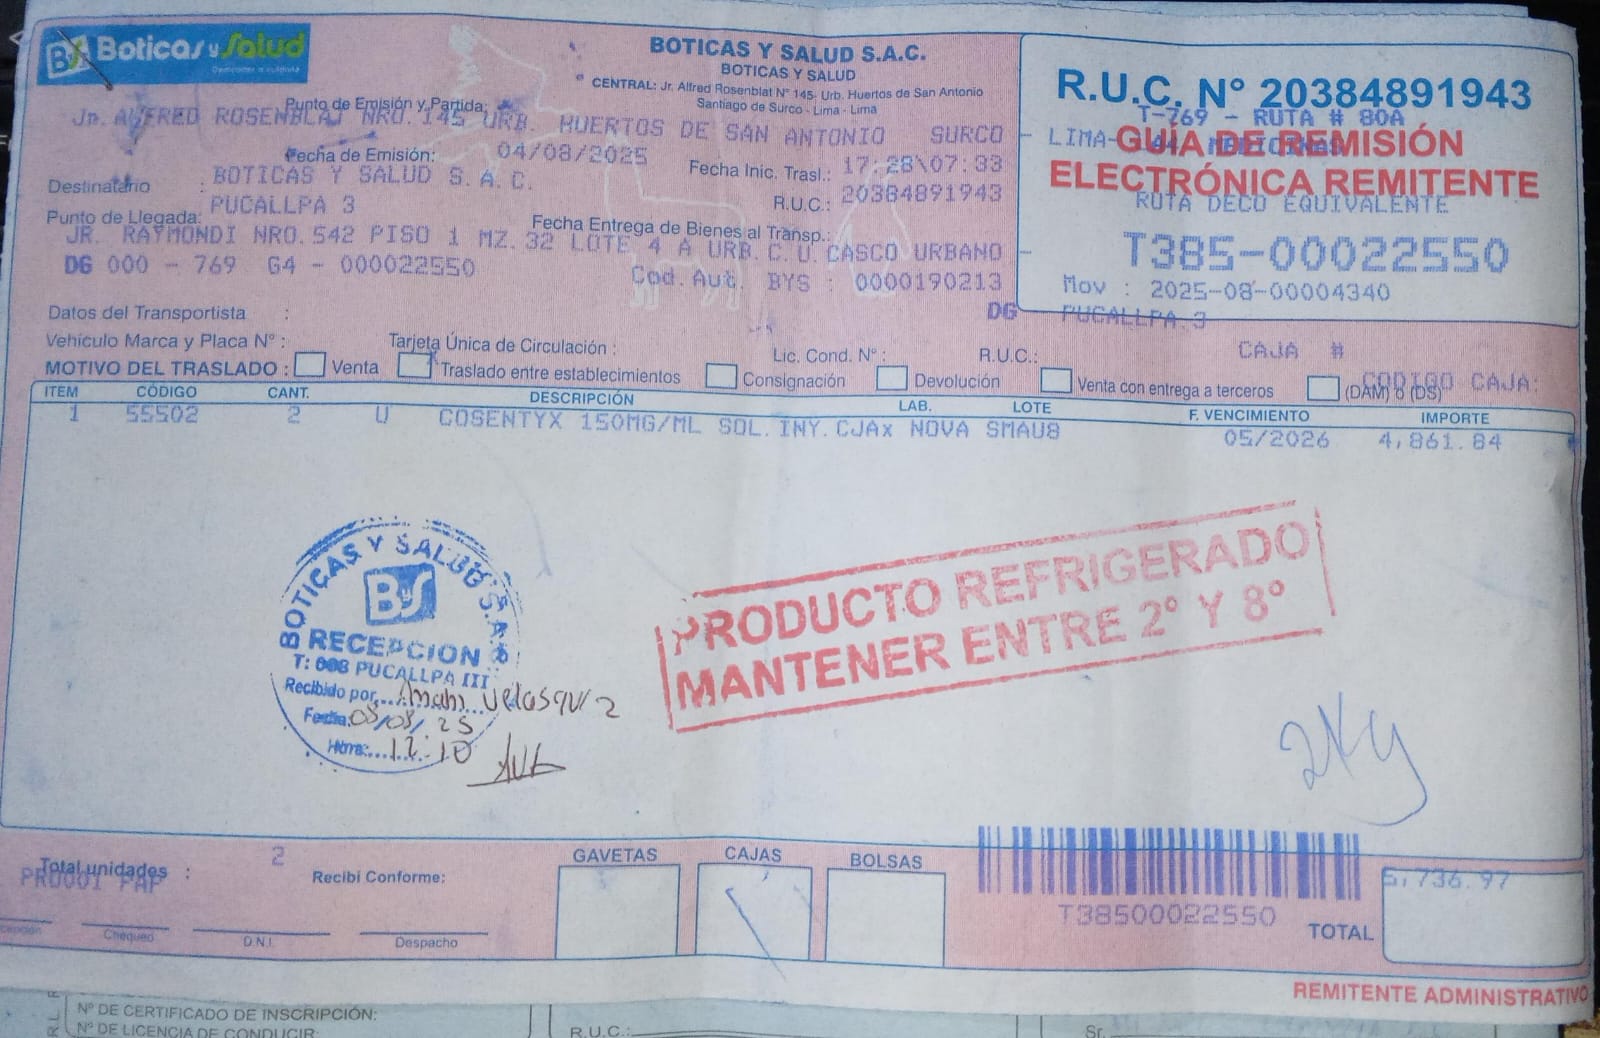 BS Boticas y Salud
BOTICAS Y SALUD S.A.C.
BOTICAS Y SALUD
CENTRAL: Jr. Alfred Rosenblat N° 145- Urb. Huertos de San Antonio
Santiago de Surco - Lima - Lima
R.U.C. N° 20384891943
T-769 - RUTA # 80A
GUÍA DE REMISIÓN
ELECTRÓNICA REMITENTE
RUTA DECO EQUIVALENTE
T385-00022550
Mov : 2025-08-00004340
PUCALLPA 3
Punto de Emisión y Partida:
Jr. ALFRED ROSENBLAT NRO. 145 URB. HUERTOS DE SAN ANTONIO SURCO - LIMA-
Fecha de Emisión: 04/08/2025
Fecha Inic. Trasl.: 17:28\07:33
Destinatario : BOTICAS Y SALUD S.A.C.
PUCALLPA 3
R.U.C.: 20384891943
Punto de Llegada:
Fecha Entrega de Bienes al Transp.:
JR. RAYMONDI NRO.542 PISO 1 MZ.32 LOTE 4 A URB.C.U.CASCO URBANO -
DG 000 - 769 G4 - 000022550
Cod. Aut. BYS : 0000190213
DG
Datos del Transportista :
Vehículo Marca y Placa N° : Tarjeta Única de Circulación : Lic. Cond. N° : R.U.C.: CAJA #
MOTIVO DEL TRASLADO : Venta Traslado entre establecimientos Consignación Devolución Venta con entrega a terceros (DAM) ó (DS) CODIGO CAJA:
ITEM CÓDIGO CANT. DESCRIPCIÓN LAB. LOTE F. VENCIMIENTO IMPORTE
1 55502 2 U COSENTYX 150MG/ML SOL.INY.CJAx NOVA SMAU8 05/2026 4,861.84
BOTICAS Y SALUD S.A.C
ByS
RECEPCION
T: 008 PUCALLPA III
Recibido por
Fecha: 08/08/25
Hora: 12:10
PRODUCTO REFRIGERADO
MANTENER ENTRE 2° Y 8°
Total unidades : 2
PR0001 PAP
Recibí Conforme:
GAVETAS CAJAS BOLSAS
Chequeo
D.N.I.
Despacho
T38500022550
5,736.97
TOTAL
REMITENTE ADMINISTRATIVO
N° DE CERTIFICADO DE INSCRIPCIÓN:
N° DE LICENCIA DE CONDUCIR:
R.U.C.:
Sr.